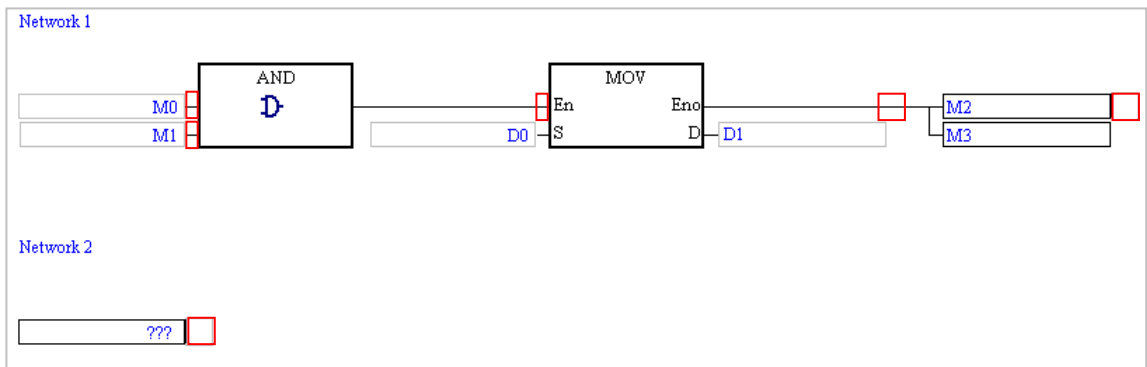 Network 1
AND MOV
M0 En Eno M2
M1 D0 S D D1 M3
Network 2
???